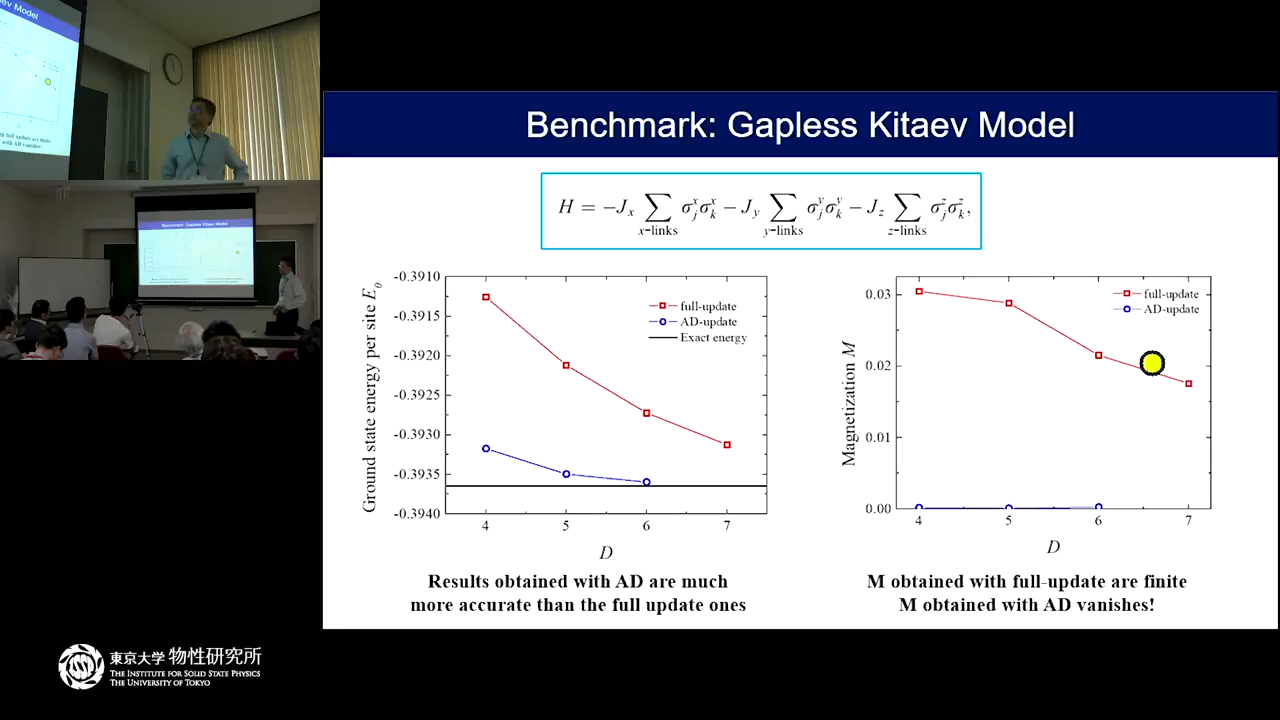 Benchmark: Gapless Kitaev Model
H = −J_x ∑_{x−links} σ_j^x σ_k^x − J_y ∑_{y−links} σ_j^y σ_k^y − J_z ∑_{z−links} σ_j^z σ_k^z,
Ground state energy per site E_0
-0.3910
-0.3915
-0.3920
-0.3925
-0.3930
-0.3935
-0.3940
full-update
AD-update
Exact energy
4 5 6 7
D
Results obtained with AD are much
more accurate than the full update ones
Magnetization M
0.03
0.02
0.01
0.00
full-update
AD-update
4 5 6 7
D
M obtained with full-update are finite
M obtained with AD vanishes!
Benchmark: Gapless Kitaev Model
東京大学 物性研究所
THE INSTITUTE FOR SOLID STATE PHYSICS
THE UNIVERSITY OF TOKYO